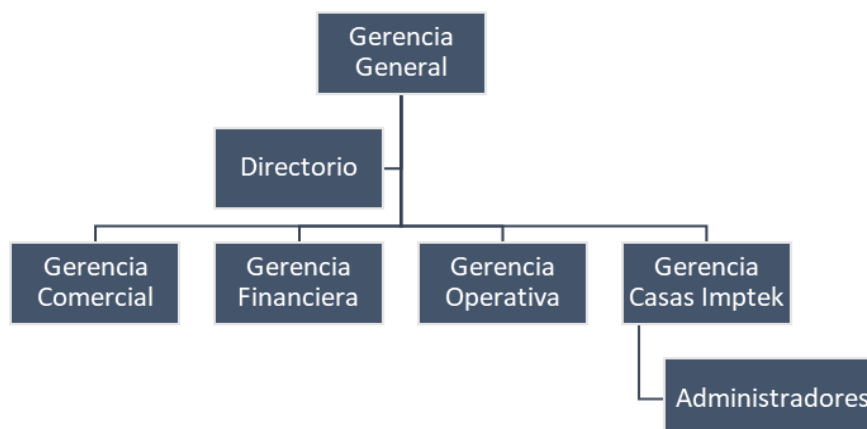 Gerencia
General
Directorio
Gerencia
Comercial
Gerencia
Financiera
Gerencia
Operativa
Gerencia
Casas Imptek
Administradores